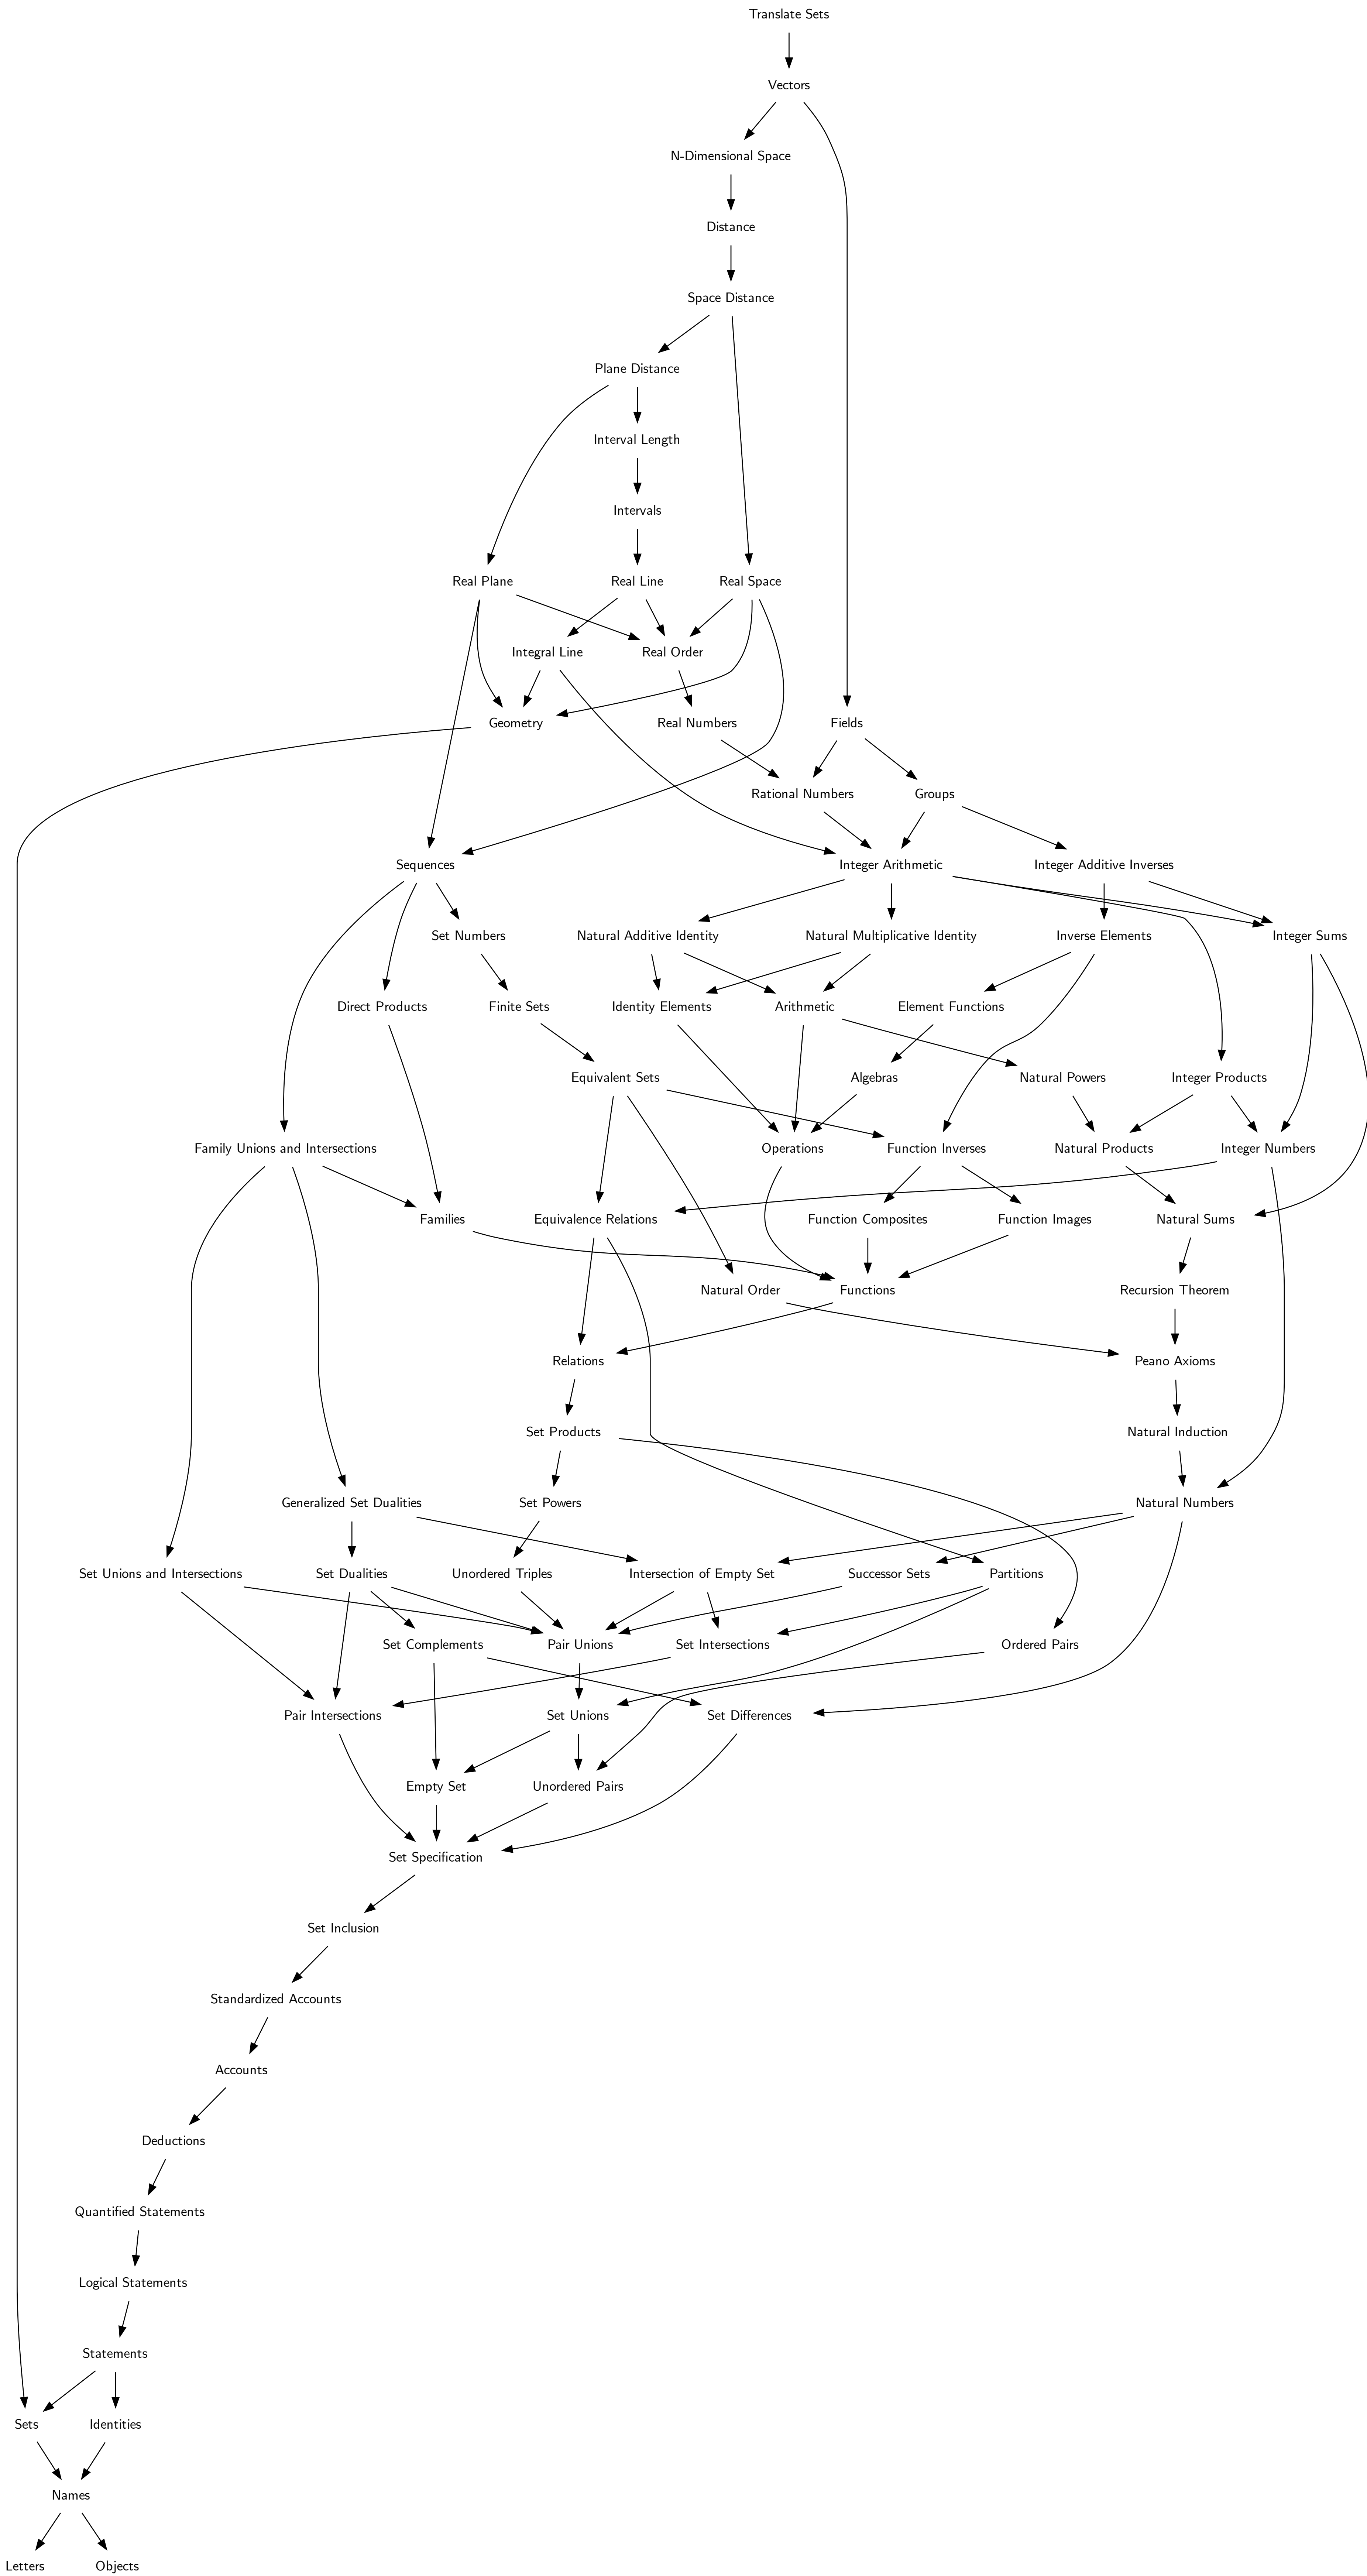 Translate Sets
Vectors
N-Dimensional Space
Distance
Space Distance
Plane Distance
Interval Length
Intervals
Real Plane
Real Line
Real Space
Integral Line
Real Order
Geometry
Real Numbers
Fields
Rational Numbers
Groups
Sequences
Integer Arithmetic
Integer Additive Inverses
Set Numbers
Natural Additive Identity
Natural Multiplicative Identity
Inverse Elements
Integer Sums
Direct Products
Finite Sets
Identity Elements
Arithmetic
Element Functions
Equivalent Sets
Algebras
Natural Powers
Integer Products
Family Unions and Intersections
Operations
Function Inverses
Natural Products
Integer Numbers
Families
Equivalence Relations
Function Composites
Function Images
Natural Sums
Natural Order
Functions
Recursion Theorem
Relations
Peano Axioms
Set Products
Natural Induction
Generalized Set Dualities
Set Powers
Natural Numbers
Set Unions and Intersections
Set Dualities
Unordered Triples
Intersection of Empty Set
Successor Sets
Partitions
Set Complements
Pair Unions
Set Intersections
Ordered Pairs
Pair Intersections
Set Unions
Set Differences
Empty Set
Unordered Pairs
Set Specification
Set Inclusion
Standardized Accounts
Accounts
Deductions
Quantified Statements
Logical Statements
Statements
Sets
Identities
Names
Letters
Objects